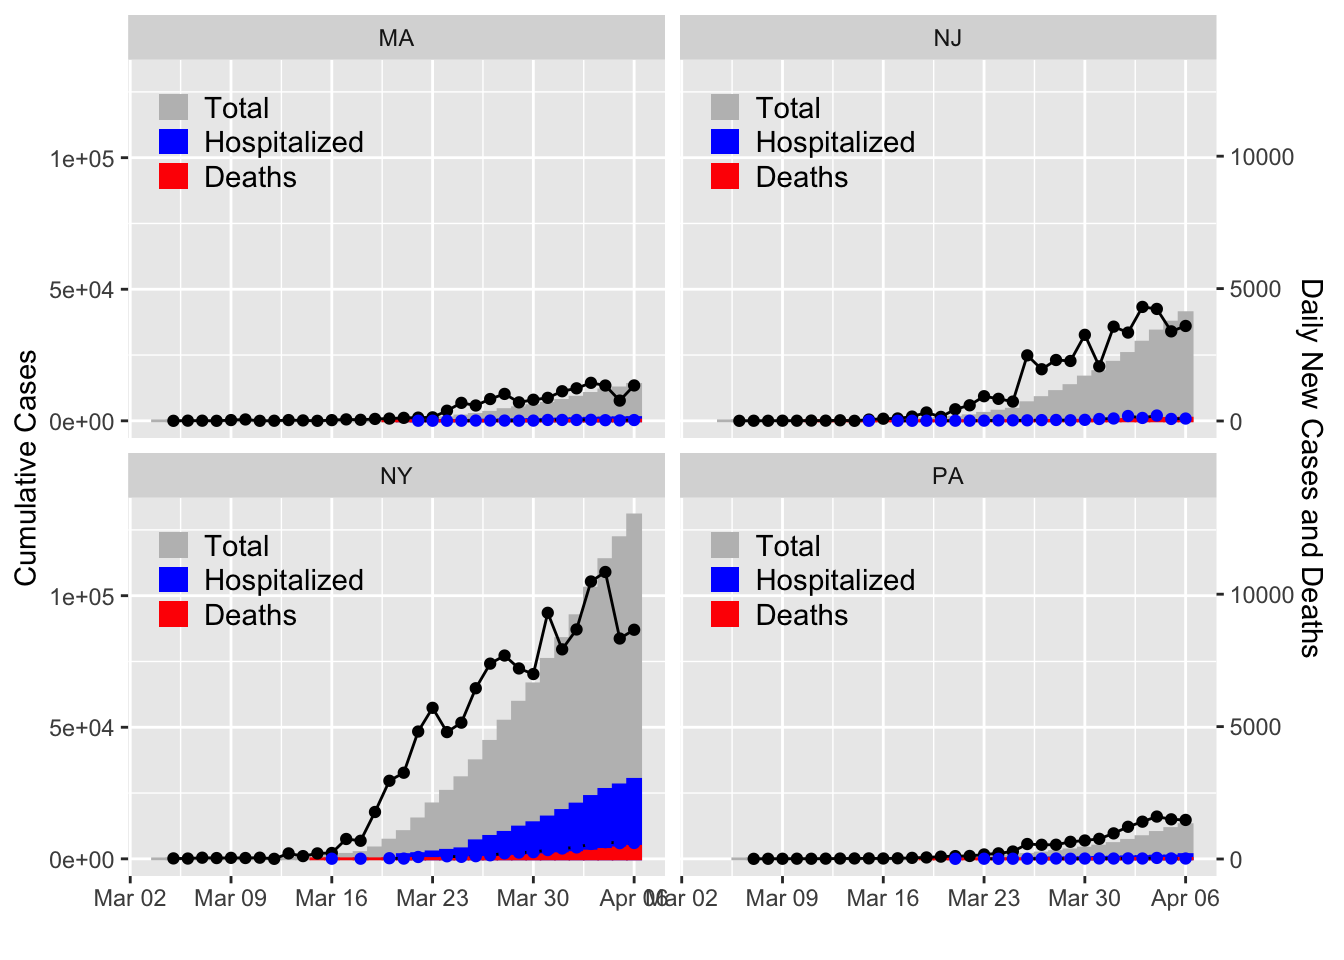 MA
NJ
Total
Hospitalized
Deaths
Total
Hospitalized
Deaths
1e+05
5e+04
0e+00
10000
5000
0
Cumulative Cases
Daily New Cases and Deaths
NY
PA
Total
Hospitalized
Deaths
Total
Hospitalized
Deaths
1e+05
5e+04
0e+00
10000
5000
0
Mar 02 Mar 09 Mar 16 Mar 23 Mar 30 Apr 06
Mar 02 Mar 09 Mar 16 Mar 23 Mar 30 Apr 06